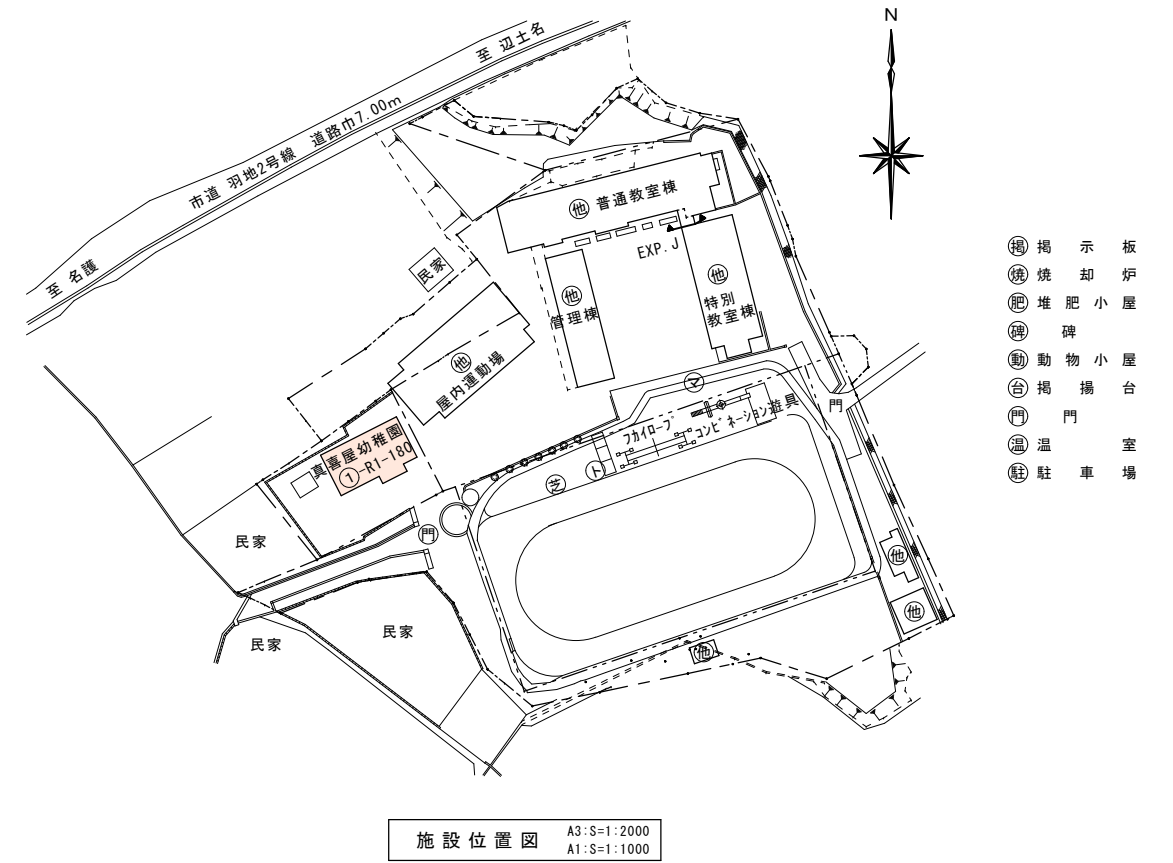 N
至 辺土名
市道 羽地2号線 道路巾7.00m
至 名護
他 普通教室棟
EXP.J
民家
他
管理棟
他
特別
教室棟
他
屋内運動場
真喜屋幼稚園
①-R1-180
マ
フカイロープ
コンビネーション遊具
門
芝
ト
門
民家
民家
民家
他
他
他
掲 掲示板
焼 焼却炉
肥 堆肥小屋
碑 碑
動 動物小屋
台 掲揚台
門 門
温 温室
駐 駐車場
施設位置図
A3:S=1:2000
A1:S=1:1000